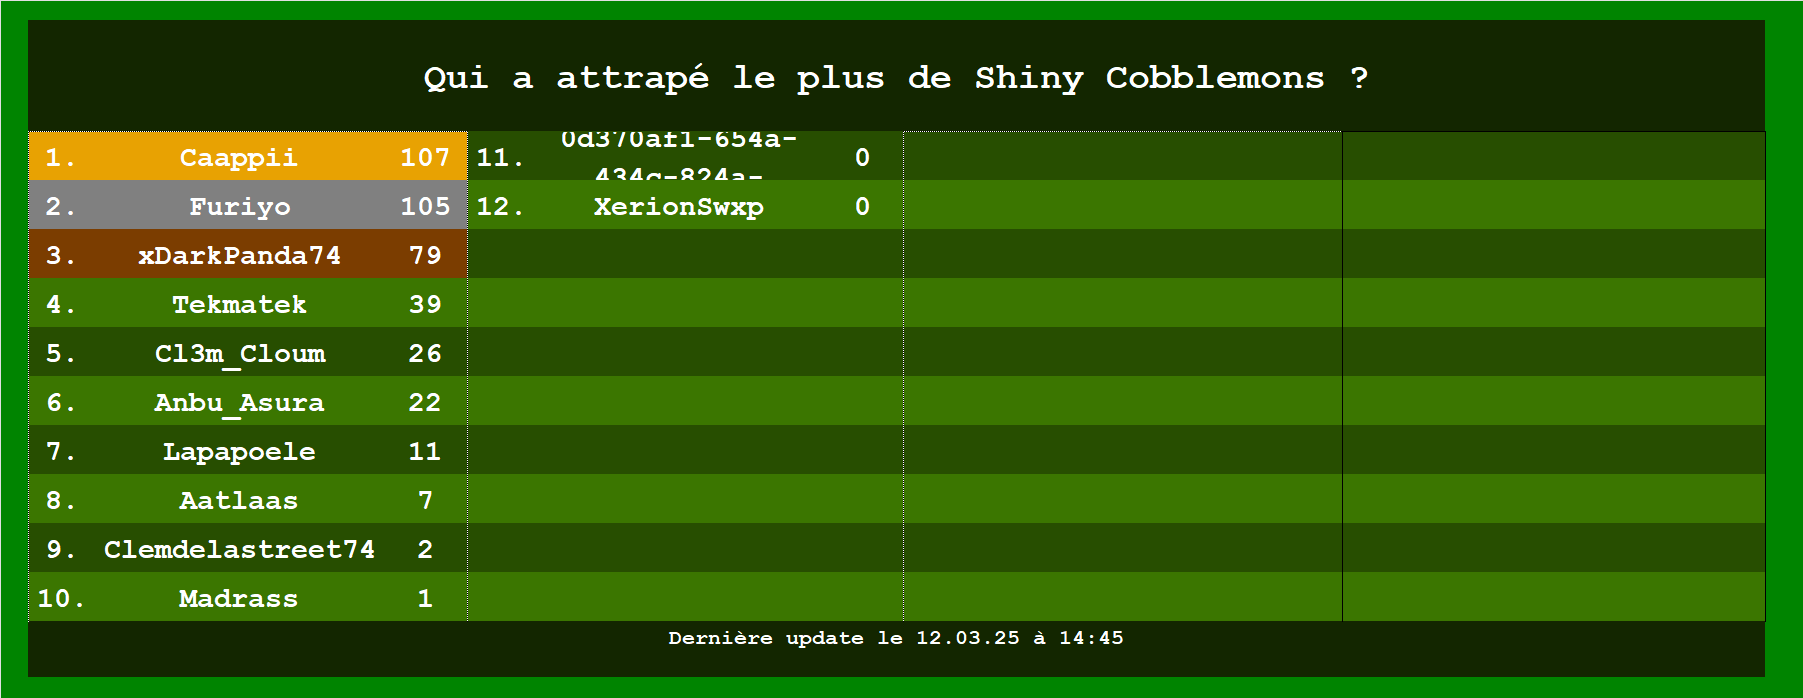 Qui a attrapé le plus de Shiny Cobblemons ?
1. Caappii 107
2. Furiyo 105
3. xDarkPanda74 79
4. Tekmatek 39
5. Cl3m_Cloum 26
6. Anbu_Asura 22
7. Lapapoele 11
8. Aatlaas 7
9. Clemdelastreet74 2
10. Madrass 1
11. 0d370af1-654a-434c-824a- 0
12. XerionSwxp 0
Dernière update le 12.03.25 à 14:45